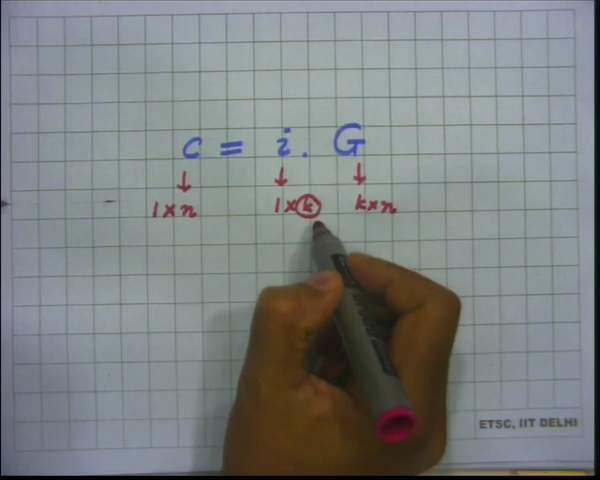 c = i . G
↓ ↓ ↓
1×n 1×k k×n
ETSC, IIT DELHI